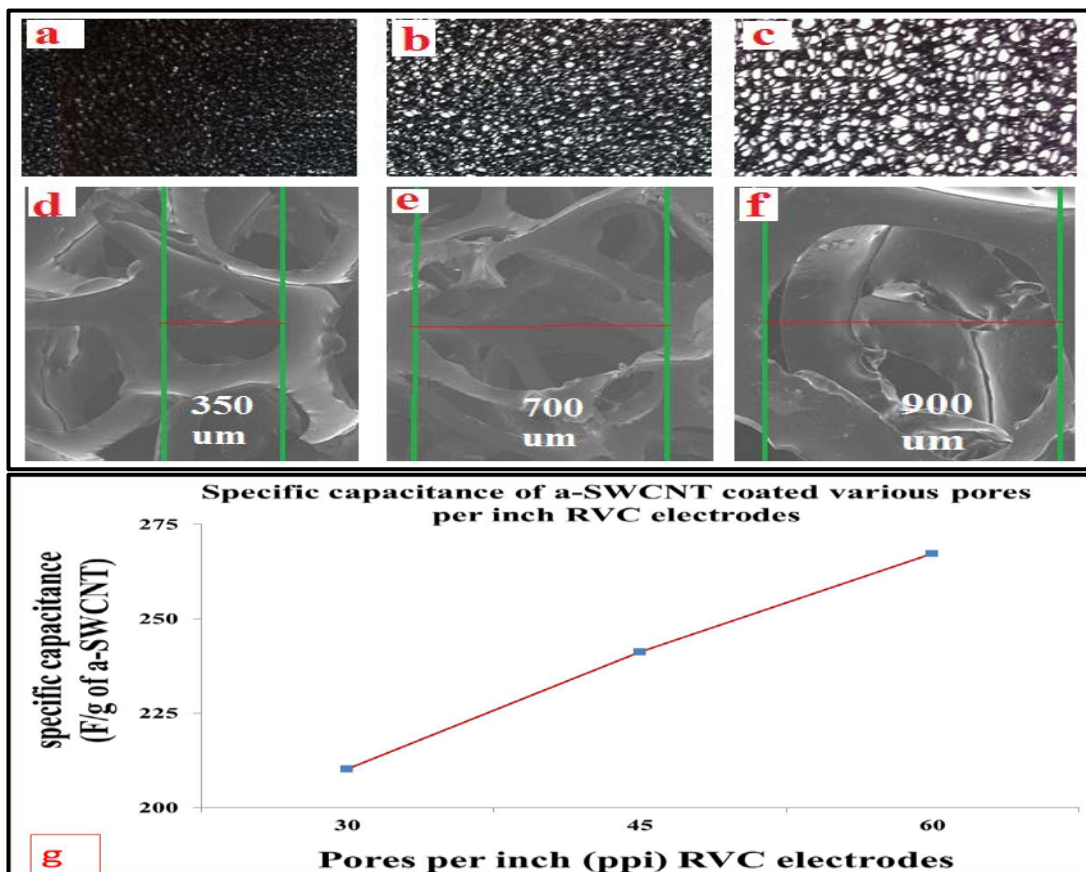 a
b
c
d
e
f
350
um
700
um
900
um
Specific capacitance of a-SWCNT coated various pores
per inch RVC electrodes
specific capacitance
(F/g of a-SWCNT)
275
250
225
200
30
45
60
Pores per inch (ppi) RVC electrodes
g